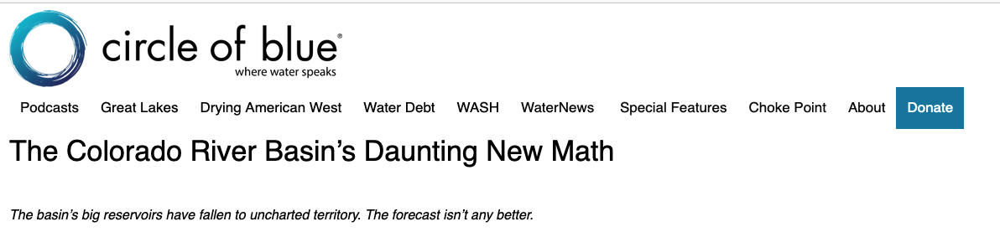 circle of blue®
where water speaks
Podcasts Great Lakes Drying American West Water Debt WASH WaterNews Special Features Choke Point About Donate
The Colorado River Basin’s Daunting New Math
The basin’s big reservoirs have fallen to uncharted territory. The forecast isn’t any better.